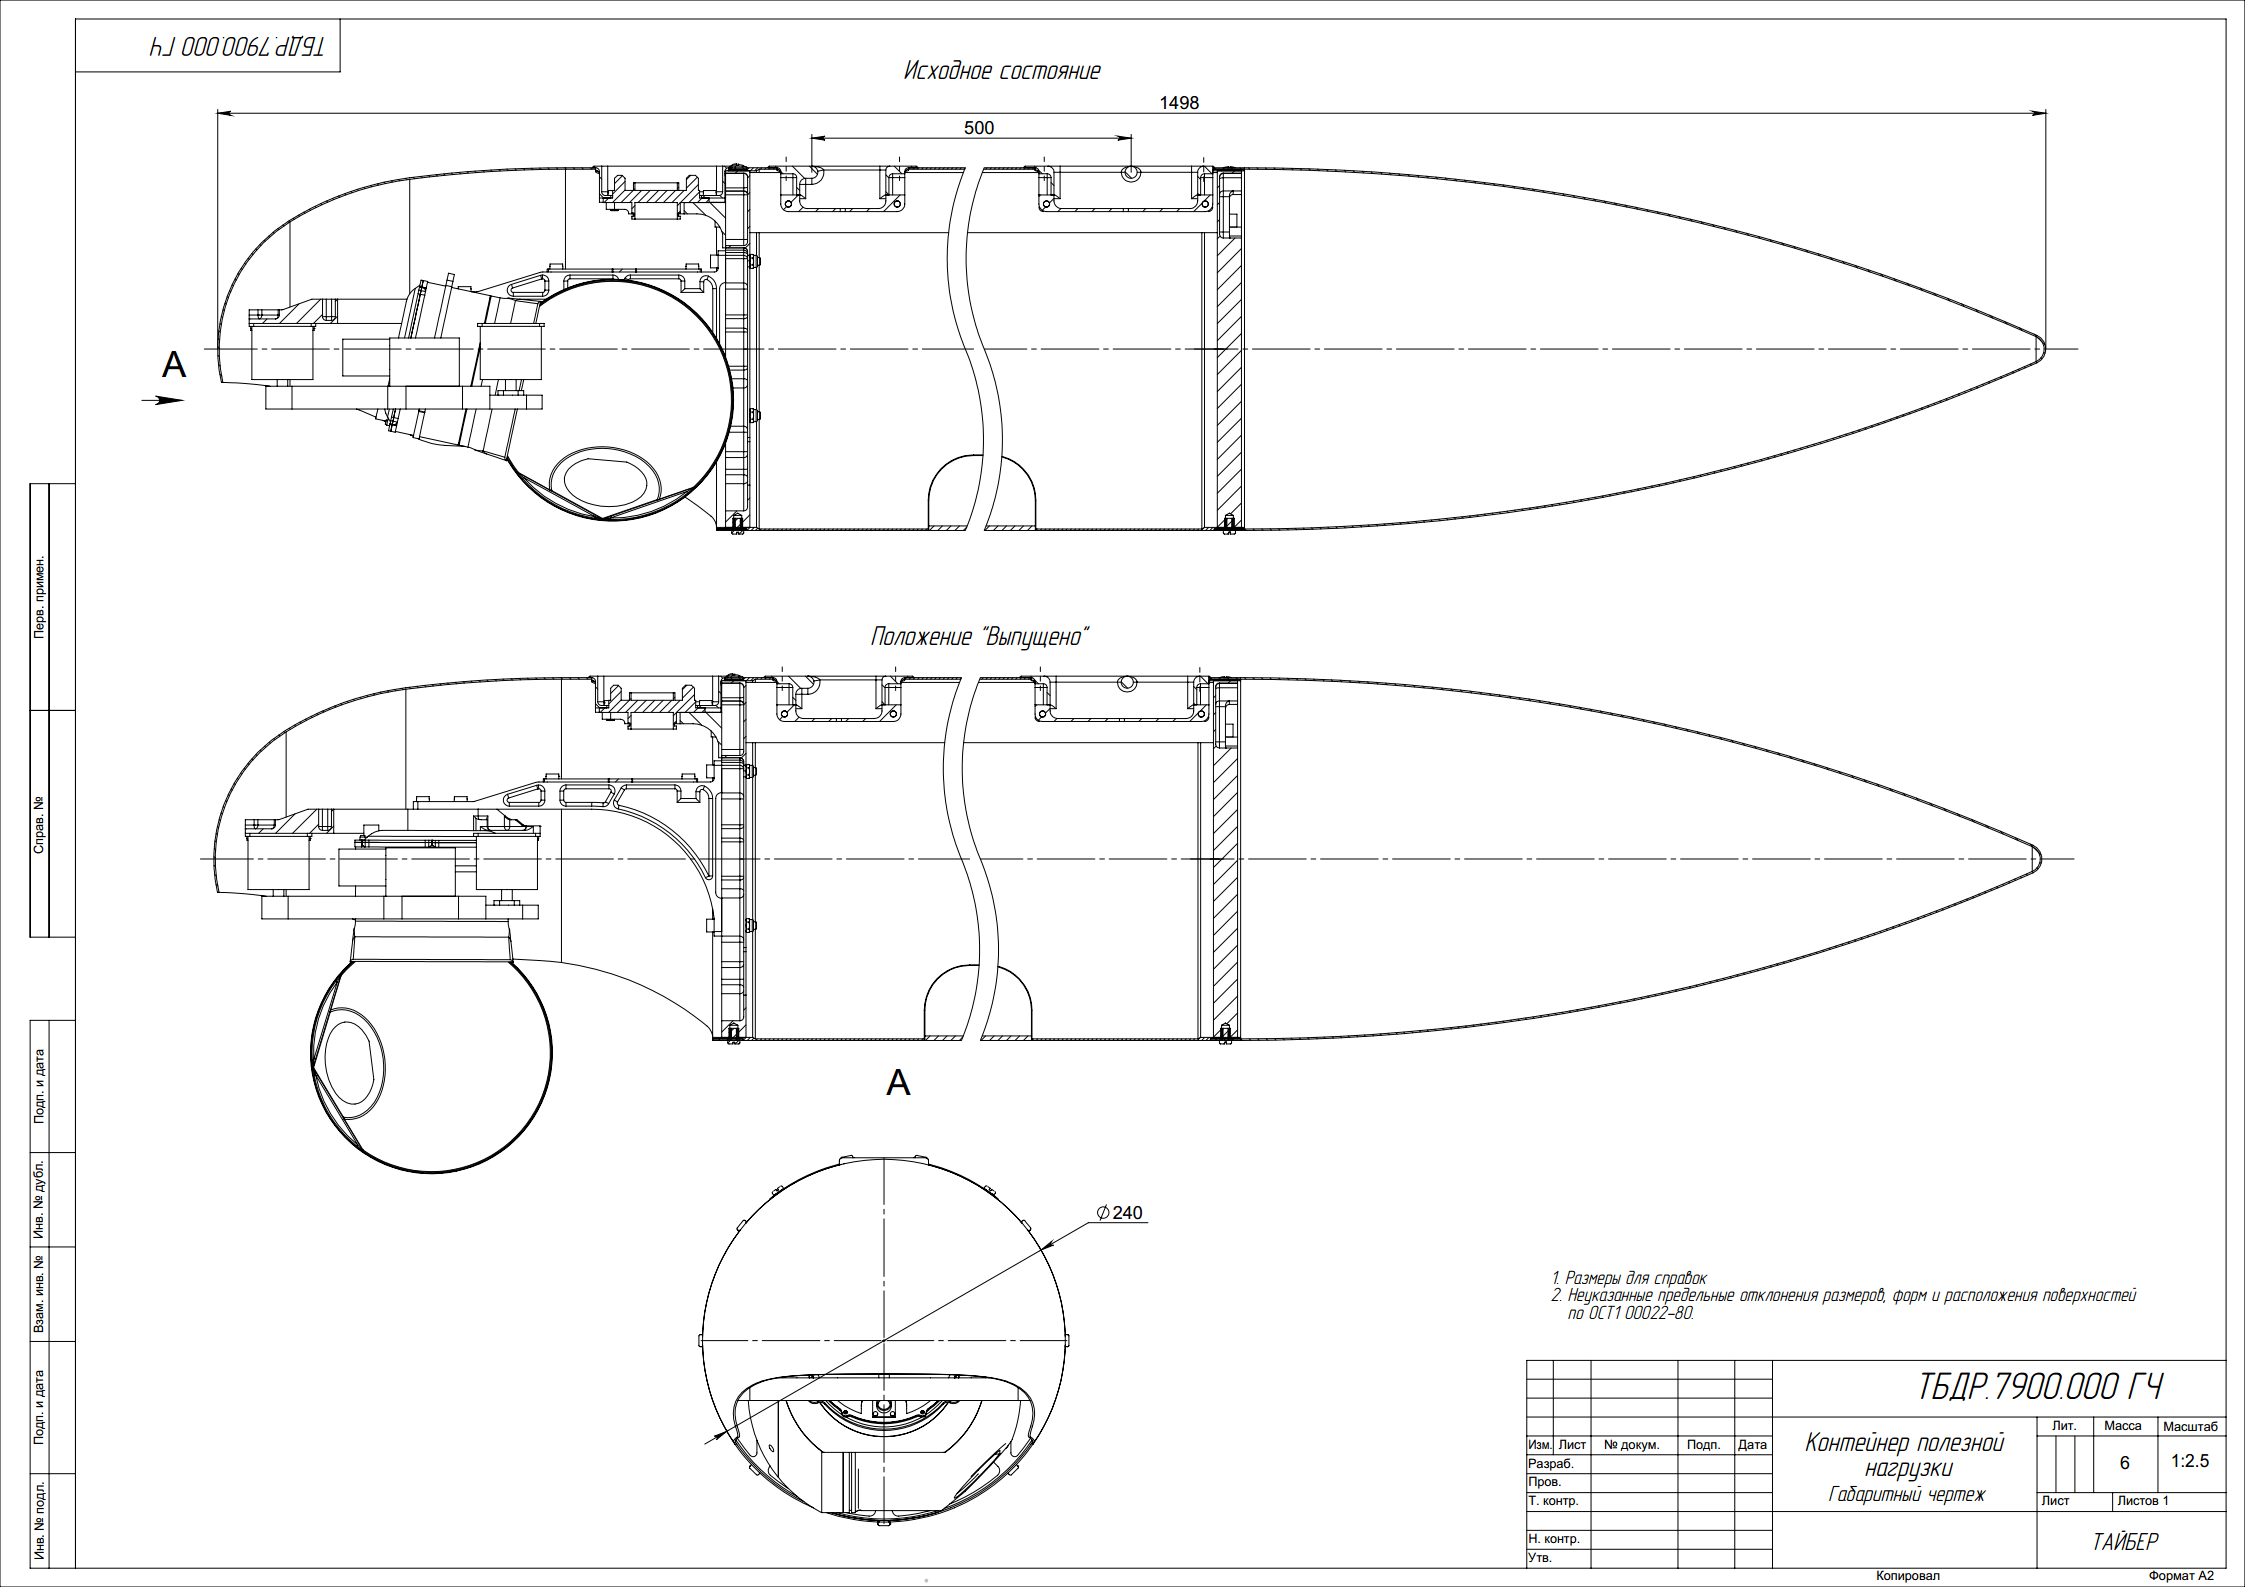 ТБДР.7900.000 ГЧ
Исходное состояние
1498
500
А
Положение "Выпущено"
А
⌀240
1. Размеры для справок
2. Неуказанные предельные отклонения размеров, форм и расположения поверхностей
по ОСТ1 00022-80.
Перв. примен.
Справ. №
Подп. и дата
Инв. № дубл.
Взам. инв. №
Подп. и дата
Инв. № подл.
ТБДР.7900.000 ГЧ
Лит. Масса Масштаб
Изм. Лист № докум. Подп. Дата
Разраб.
Пров.
Т. контр.
Н. контр.
Утв.
Контейнер полезной
нагрузки
Габаритный чертеж
6 1:2.5
Лист Листов 1
ТАЙБЕР
Копировал Формат А2